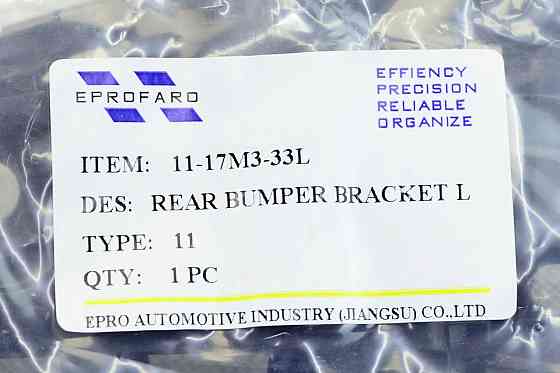 EPROFARO
EFFIENCY
PRECISION
RELIABLE
ORGANIZE
ITEM: 11-17M3-33L
DES: REAR BUMPER BRACKET L
TYPE: 11
QTY: 1 PC
EPRO AUTOMOTIVE INDUSTRY (JIANGSU) CO.,LTD